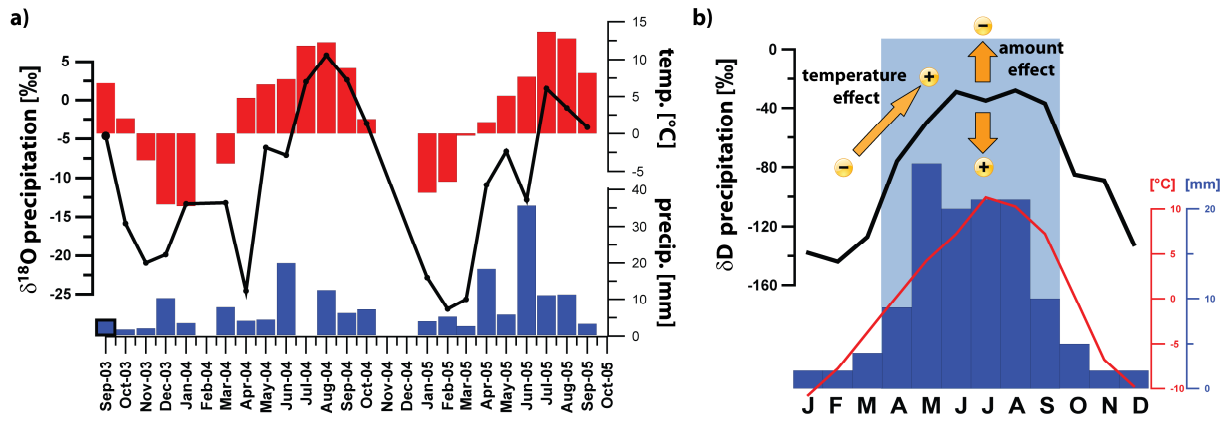 a)
δ18O precipitation [‰]
5
0
-5
-10
-15
-20
-25
15
10
5
0
-5
temp. [°C]
40
30
20
10
0
precip. [mm]
Sep-03
Oct-03
Nov-03
Dec-03
Jan-04
Feb-04
Mar-04
Apr-04
May-04
Jun-04
Jul-04
Aug-04
Sep-04
Oct-04
Nov-04
Dec-04
Jan-05
Feb-05
Mar-05
Apr-05
May-05
Jun-05
Jul-05
Aug-05
Sep-05
Oct-05
b)
δD precipitation [‰]
0
-40
-80
-120
-160
temperature
effect
amount
effect
−
+
−
+
[°C]
10
5
0
-5
-10
[mm]
20
10
0
J F M A M J J A S O N D